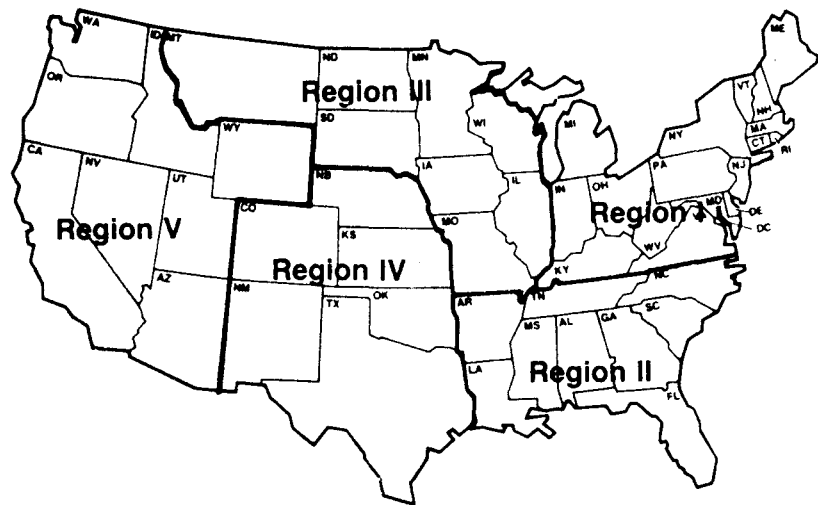 WA
ID
MT
ND
MN
ME
OR
Region III
VT
NH
WY
SD
WI
MI
NY
MA
CT
RI
CA
NV
UT
NB
IA
IL
IN
OH
PA
NJ
CO
MO
MD
Region I
DE
DC
Region V
KS
WV
Region IV
KY
AZ
NM
TX
OK
AR
TN
NC
MS
AL
GA
SC
LA
Region II
FL